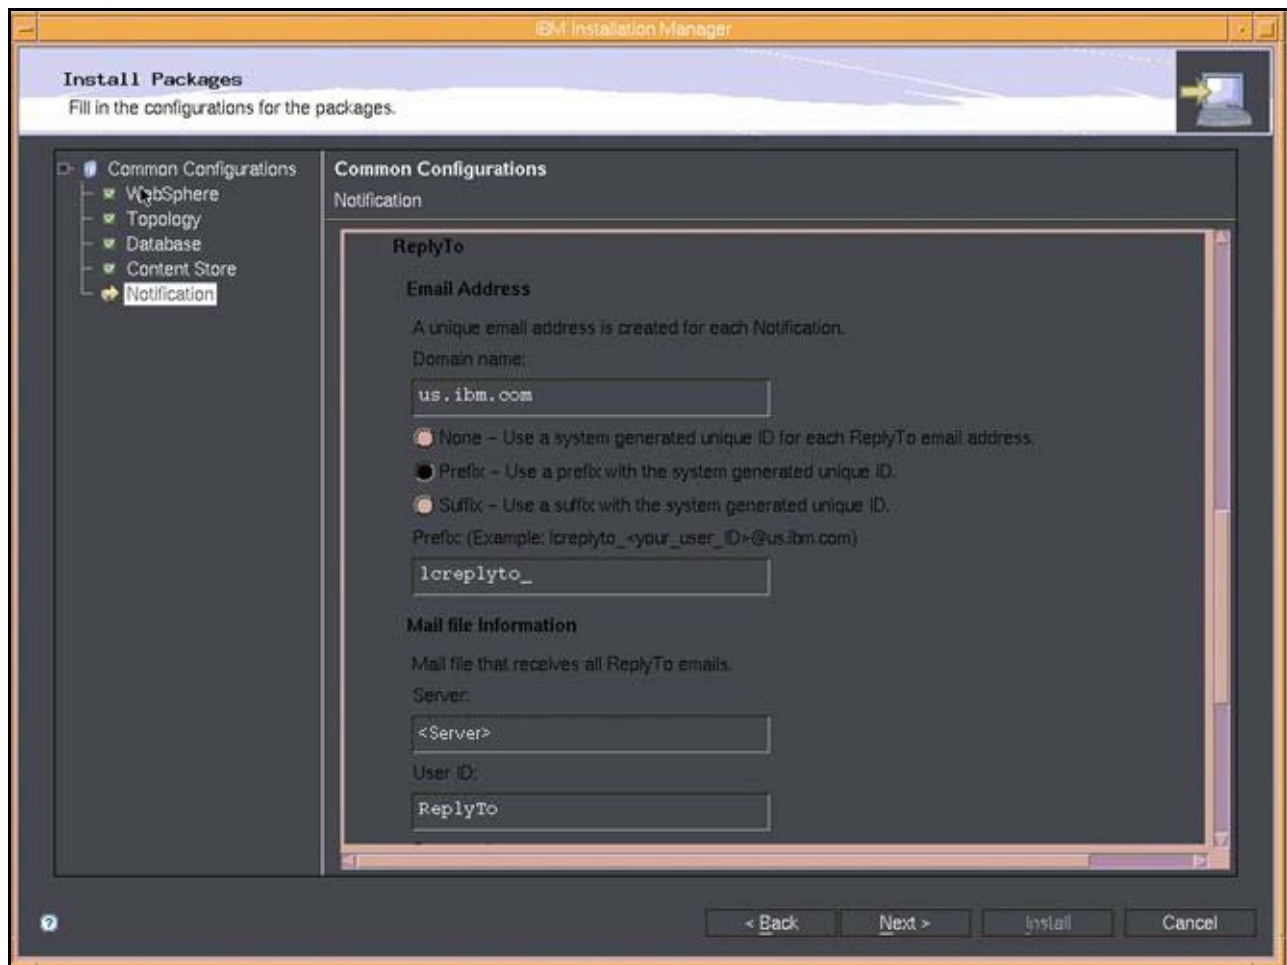 IBM Installation Manager
Install Packages
Fill in the configurations for the packages.
Common Configurations
WebSphere
Topology
Database
Content Store
Notification
Common Configurations
Notification
ReplyTo
Email Address
A unique email address is created for each Notification.
Domain name:
us.ibm.com
None – Use a system generated unique ID for each ReplyTo email address.
Prefix – Use a prefix with the system generated unique ID.
Suffix – Use a suffix with the system generated unique ID.
Prefix: (Example: lcreplyto_<your_user_ID>@us.ibm.com)
lcreplyto_
Mail file Information
Mail file that receives all ReplyTo emails.
Server:
<Server>
User ID:
ReplyTo
< Back
Next >
Install
Cancel